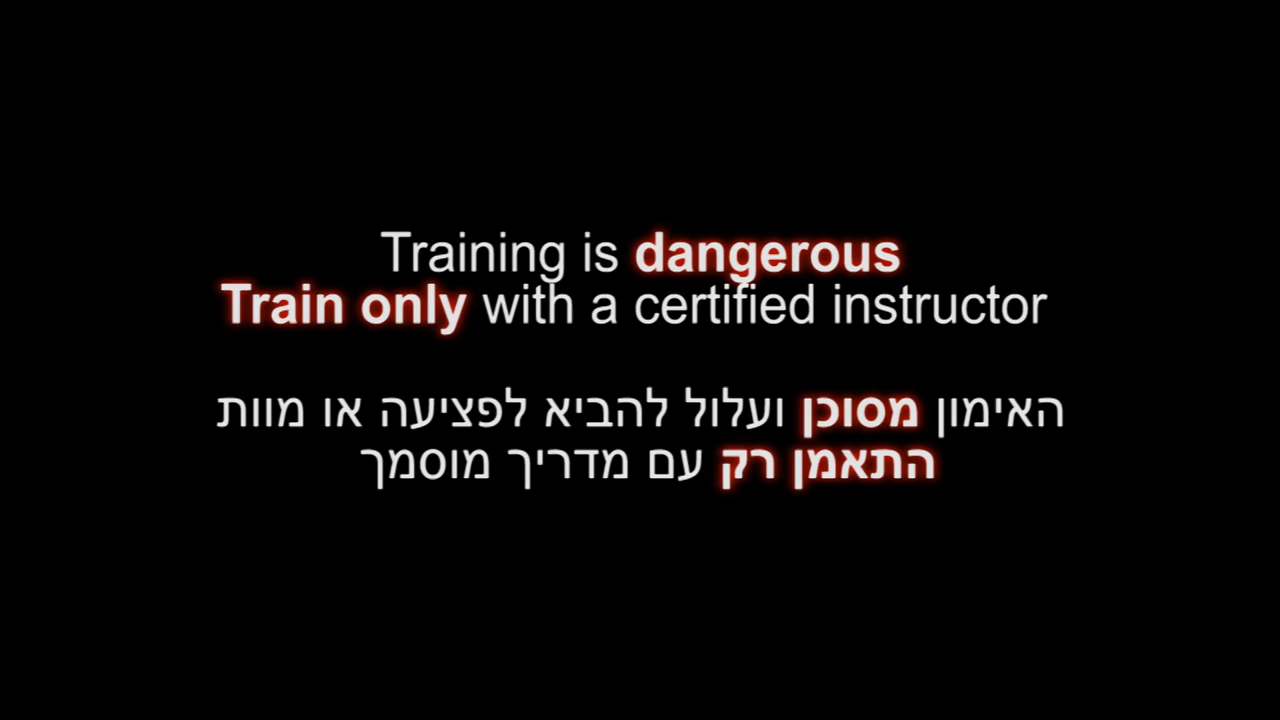 Training is dangerous
Train only with a certified instructor
האימון מסוכן ועלול להביא לפציעה או מוות
התאמן רק עם מדריך מוסמך